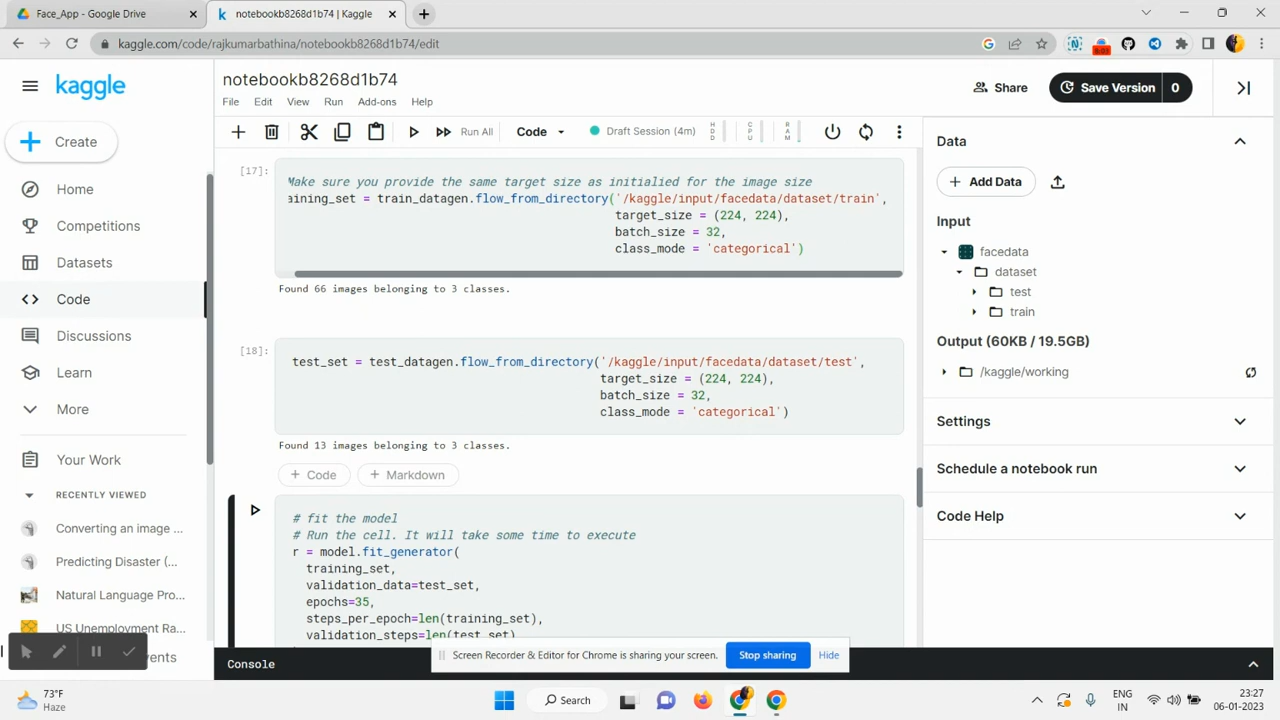 Face_App - Google Drive
notebookb8268d1b74 | Kaggle
kaggle.com/code/rajkumarbathina/notebookb8268d1b74/edit
kaggle
Create
Home
Competitions
Datasets
Code
Discussions
Learn
More
Your Work
RECENTLY VIEWED
Converting an image ...
Predicting Disaster (...
Natural Language Pro...
US Unemployment Ra...
notebookb8268d1b74
File Edit View Run Add-ons Help
Share
Save Version 0
Run All Code Draft Session (4m) HDD CPU RAM
[17]:
Make sure you provide the same target size as initialied for the image size
aining_set = train_datagen.flow_from_directory('/kaggle/input/facedata/dataset/train',
target_size = (224, 224),
batch_size = 32,
class_mode = 'categorical')
Found 66 images belonging to 3 classes.
[18]:
test_set = test_datagen.flow_from_directory('/kaggle/input/facedata/dataset/test',
target_size = (224, 224),
batch_size = 32,
class_mode = 'categorical')
Found 13 images belonging to 3 classes.
+ Code + Markdown
# fit the model
# Run the cell. It will take some time to execute
r = model.fit_generator(
training_set,
validation_data=test_set,
epochs=35,
steps_per_epoch=len(training_set),
validation_steps=len(test_set)
Console
Data
+ Add Data
Input
facedata
dataset
test
train
Output (60KB / 19.5GB)
/kaggle/working
Settings
Schedule a notebook run
Code Help
Screen Recorder & Editor for Chrome is sharing your screen. Stop sharing Hide
73°F
Haze
Search
ENG
IN
23:27
06-01-2023